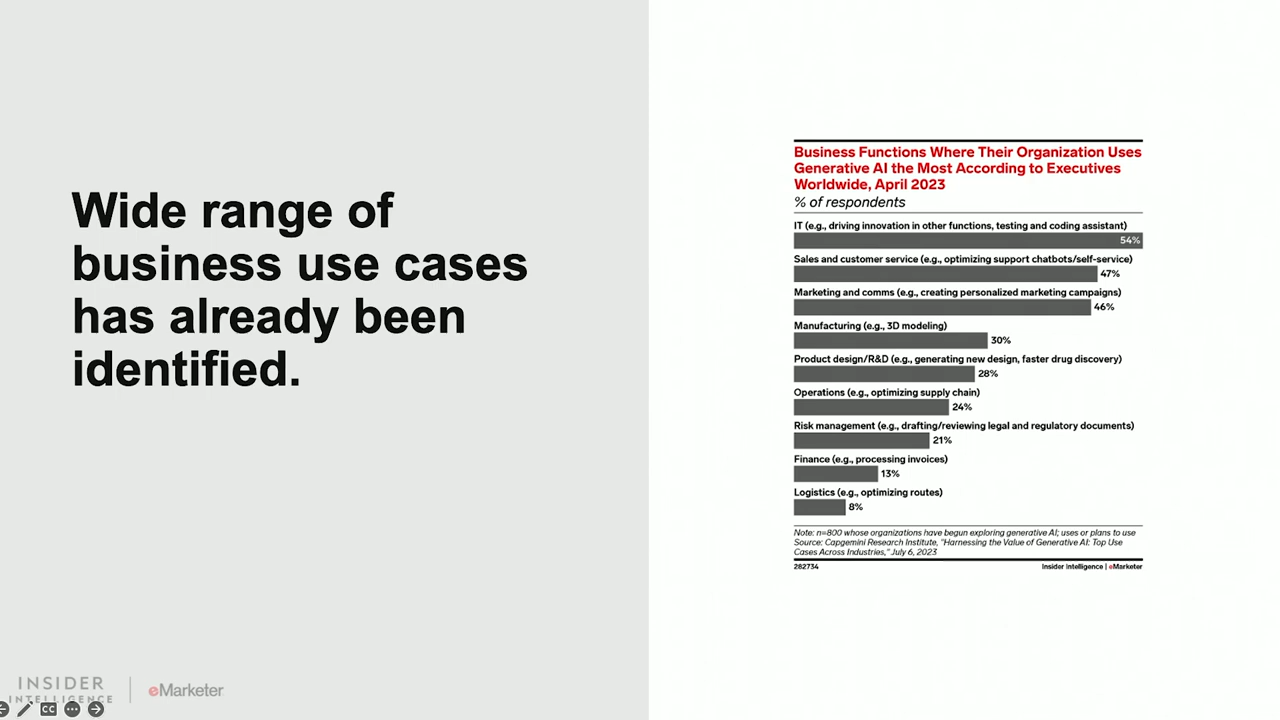 Wide range of
business use cases
has already been
identified.
Business Functions Where Their Organization Uses
Generative AI the Most According to Executives
Worldwide, April 2023
% of respondents
IT (e.g., driving innovation in other functions, testing and coding assistant)
54%
Sales and customer service (e.g., optimizing support chatbots/self-service)
47%
Marketing and comms (e.g., creating personalized marketing campaigns)
46%
Manufacturing (e.g., 3D modeling)
30%
Product design/R&D (e.g., generating new design, faster drug discovery)
28%
Operations (e.g., optimizing supply chain)
24%
Risk management (e.g., drafting/reviewing legal and regulatory documents)
21%
Finance (e.g., processing invoices)
13%
Logistics (e.g., optimizing routes)
8%
Note: n=800 whose organizations have begun exploring generative AI; uses or plans to use
Source: Capgemini Research Institute, "Harnessing the Value of Generative AI: Top Use
Cases Across Industries," July 6, 2023
282734
Insider Intelligence | eMarketer
INSIDER
INTELLIGENCE
eMarketer
CC